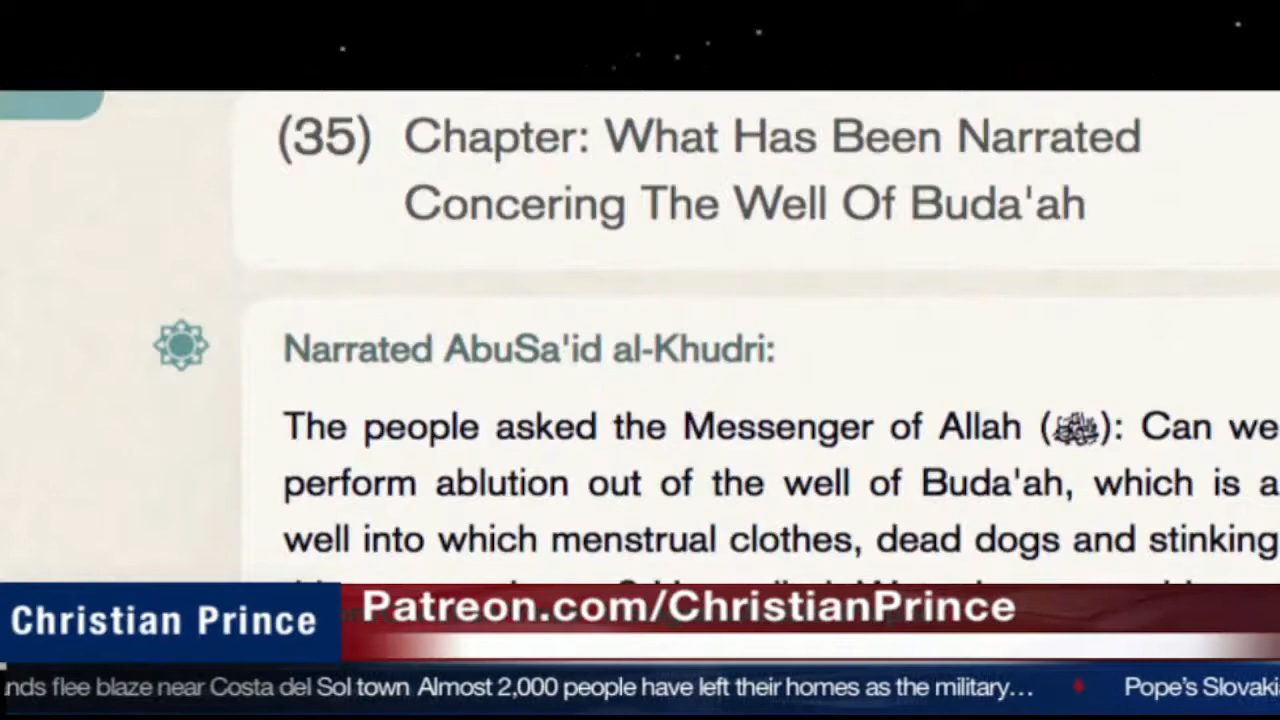 (35) Chapter: What Has Been Narrated
Concering The Well Of Buda'ah
Narrated AbuSa'id al-Khudri:
The people asked the Messenger of Allah (ﷺ): Can we
perform ablution out of the well of Buda'ah, which is a
well into which menstrual clothes, dead dogs and stinking
Christian Prince
Patreon.com/ChristianPrince
nds flee blaze near Costa del Sol town Almost 2,000 people have left their homes as the military... Pope's Slovaki